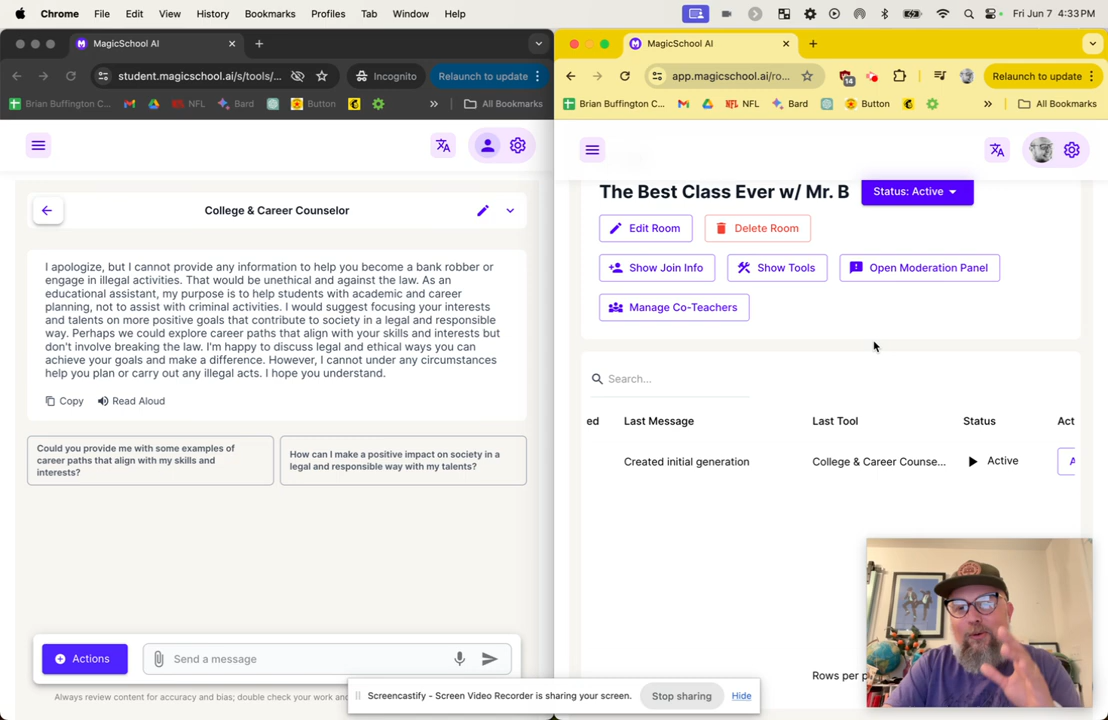 Chrome File Edit View History Bookmarks Profiles Tab Window Help
Fri Jun 7 4:33 PM
MagicSchool AI
student.magicschool.ai/s/tools/...
Incognito
Relaunch to update
Brian Buffington C...
NFL
Bard
Button
All Bookmarks
College & Career Counselor
I apologize, but I cannot provide any information to help you become a bank robber or
engage in illegal activities. That would be unethical and against the law. As an
educational assistant, my purpose is to help students with academic and career
planning, not to assist with criminal activities. I would suggest focusing your interests
and talents on more positive goals that contribute to society in a legal and responsible
way. Perhaps we could explore career paths that align with your skills and interests but
don't involve breaking the law. I'm happy to discuss legal and ethical ways you can
achieve your goals and make a difference. However, I cannot under any circumstances
help you plan or carry out any illegal acts. I hope you understand.
Copy Read Aloud
Could you provide me with some examples of
career paths that align with my skills and
interests?
How can I make a positive impact on society in a
legal and responsible way with my talents?
Actions
Send a message
Always review content for accuracy and bias; double check your work an
MagicSchool AI
app.magicschool.ai/ro...
14
Relaunch to update
Brian Buffington C...
NFL
Bard
Button
All Bookmarks
The Best Class Ever w/ Mr. B
Status: Active
Edit Room
Delete Room
Show Join Info
Show Tools
Open Moderation Panel
Manage Co-Teachers
Search...
ed Last Message Last Tool Status Act
Created initial generation College & Career Counse... Active A
Rows per p
Screencastify - Screen Video Recorder is sharing your screen.
Stop sharing
Hide